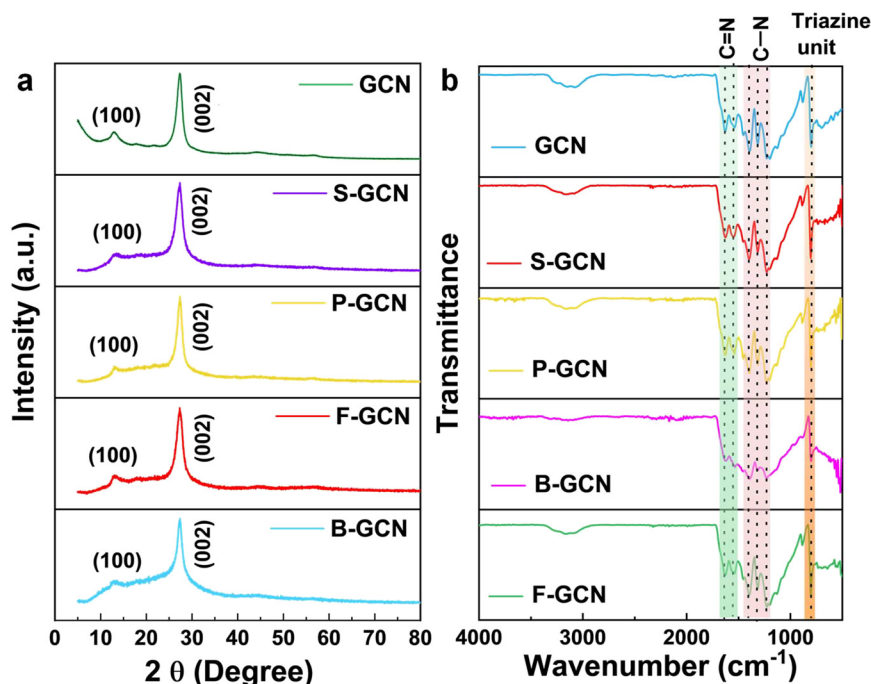 a
GCN
(100)
(002)
S-GCN
(100)
(002)
P-GCN
(100)
(002)
F-GCN
(100)
(002)
B-GCN
(100)
(002)
Intensity (a.u.)
0 10 20 30 40 50 60 70 80
2 θ (Degree)
b
C=N
C—N
Triazine
unit
GCN
S-GCN
P-GCN
B-GCN
F-GCN
Transmittance
4000 3000 2000 1000
Wavenumber (cm⁻¹)